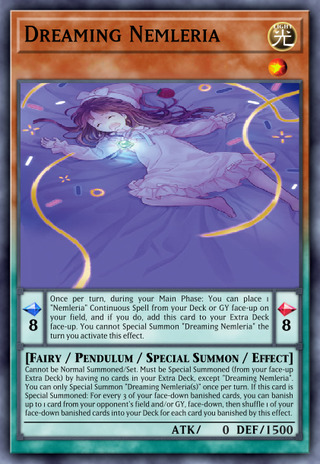 DREAMING NEMLERIA
LIGHT
光
Once per turn, during your Main Phase: You can place 1
"Nemleria" Continuous Spell from your Deck or GY face-up on
your field, and if you do, add this card to your Extra Deck
face-up. You cannot Special Summon "Dreaming Nemleria" the
turn you activate this effect.
8
8
[Fairy / Pendulum / Special Summon / Effect]
Cannot be Normal Summoned/Set. Must be Special Summoned (from your face-up
Extra Deck) by having no cards in your Extra Deck, except "Dreaming Nemleria".
You can only Special Summon "Dreaming Nemleria(s)" once per turn. If this card is
Special Summoned: For every 3 of your face-down banished cards, you can banish
up to 1 card from your opponent's field and/or GY, face-down, then shuffle 1 of your
face-down banished cards into your Deck for each card you banished by this effect.
ATK/ 0 DEF/1500